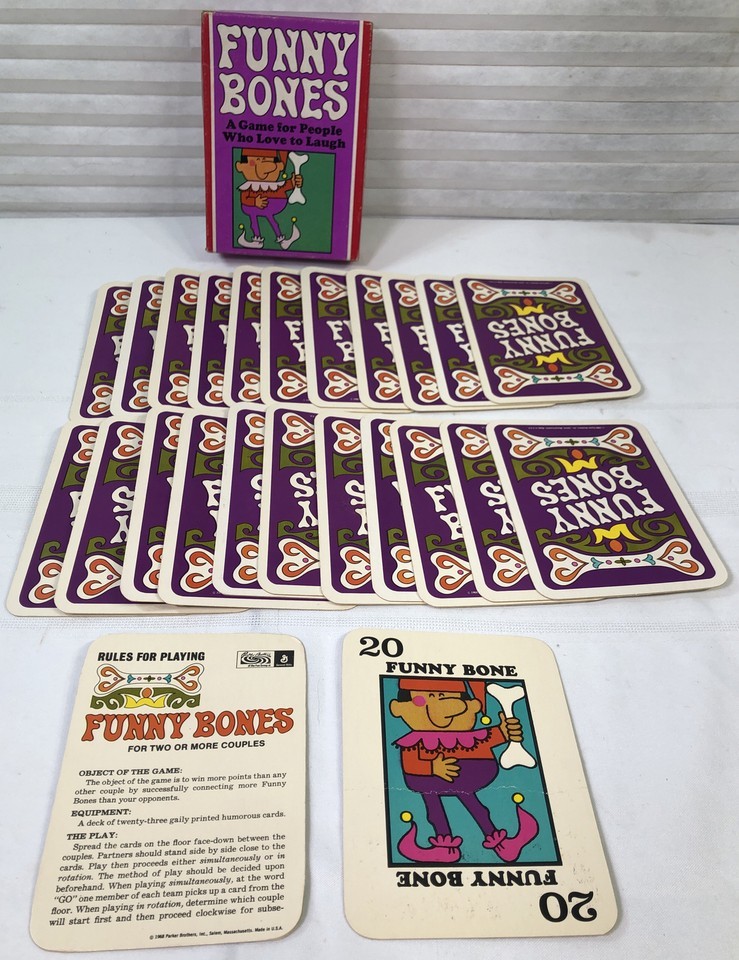 FUNNY
BONES
A Game for People
Who Love to Laugh
FUNNY
BONES
FUNNY
BONES
RULES FOR PLAYING
FUNNY BONES
FOR TWO OR MORE COUPLES
OBJECT OF THE GAME:
The object of the game is to win more points than any
other couple by successfully connecting more Funny
Bones than your opponents.
EQUIPMENT:
A deck of twenty-three gaily printed humorous cards.
THE PLAY:
Spread the cards on the floor face-down between the
couples. Partners should stand side by side close to the
cards. Play then proceeds either simultaneously or in
rotation. The method of play should be decided upon
beforehand. When playing simultaneously, at the word
"GO" one member of each team picks up a card from the
floor. When playing in rotation, determine which couple
will start first and then proceed clockwise for subse-
© 1968 Parker Brothers, Inc., Salem, Massachusetts. Made in U.S.A.
20
FUNNY BONE
FUNNY BONE
20